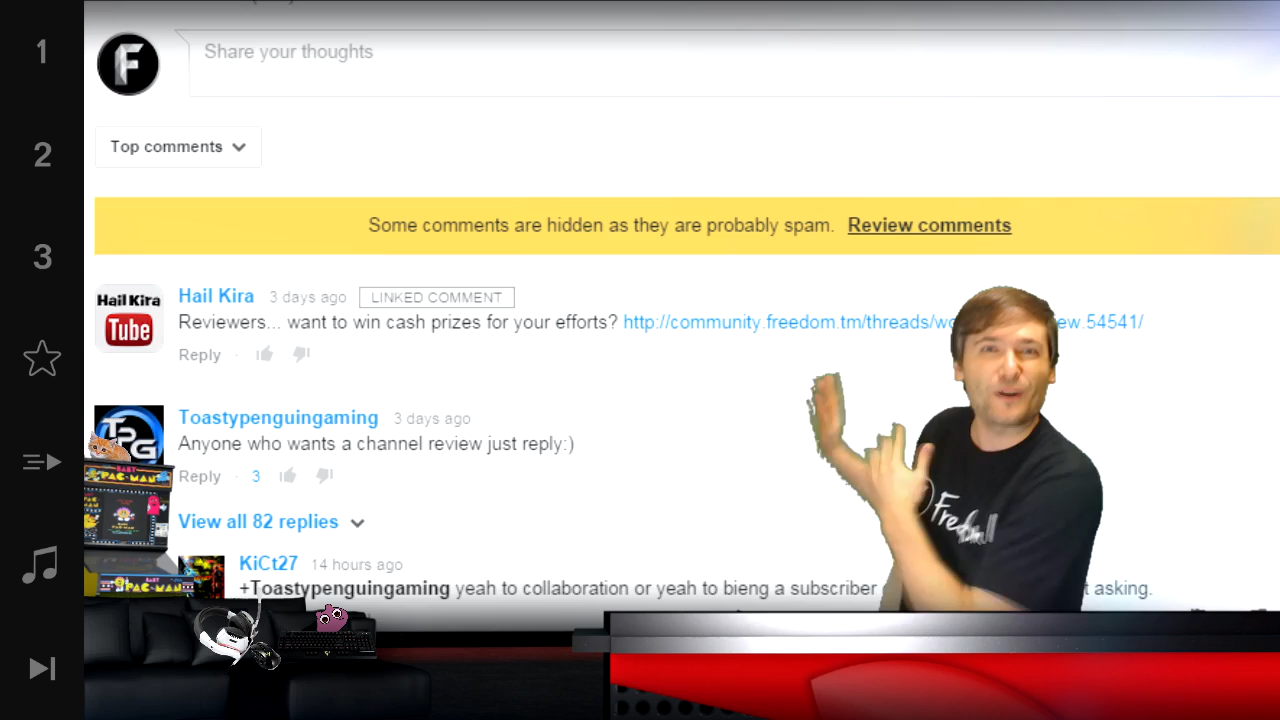 1
2
3
F
Share your thoughts
Top comments
Some comments are hidden as they are probably spam. Review comments
Hail Kira
Tube
Hail Kira 3 days ago LINKED COMMENT
Reviewers... want to win cash prizes for your efforts? http://community.freedom.tm/threads/wo ew.54541/
Reply
TPG
Toastypenguingaming 3 days ago
Anyone who wants a channel review just reply:)
Reply 3
BABY
PAC-MAN
View all 82 replies
KiCt27 14 hours ago
+Toastypenguingaming yeah to collaboration or yeah to bieng a subscriber t asking.
BABY
PAC-MAN